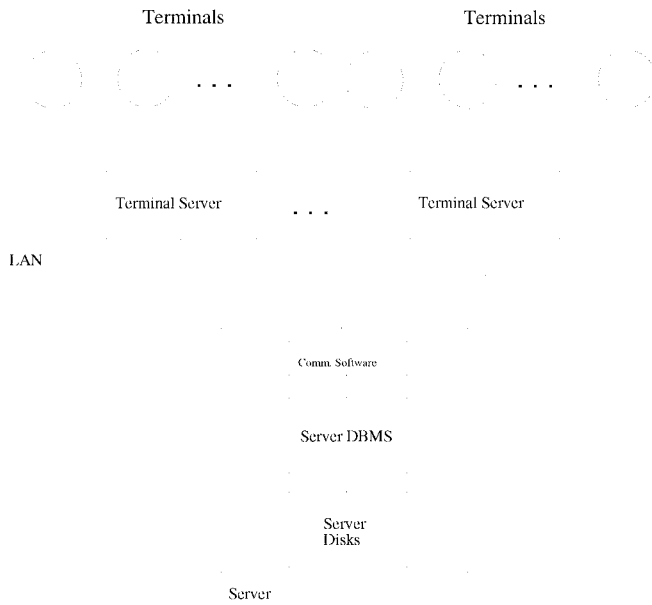 Terminals Terminals
. . . . . .
Terminal Server . . . Terminal Server
LAN
Comm. Software
Server DBMS
Server
Disks
Server